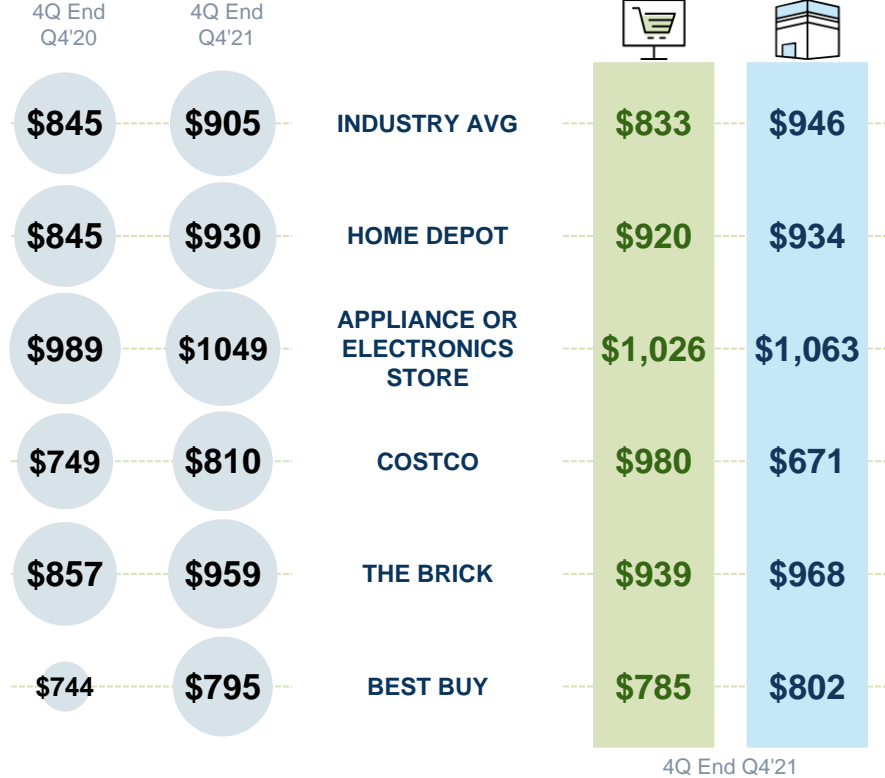 4Q End
Q4'20
4Q End
Q4'21
$845
$905
INDUSTRY AVG
$833
$946
$845
$930
HOME DEPOT
$920
$934
$989
$1049
APPLIANCE OR
ELECTRONICS
STORE
$1,026
$1,063
$749
$810
COSTCO
$980
$671
$857
$959
THE BRICK
$939
$968
$744
$795
BEST BUY
$785
$802
4Q End Q4'21